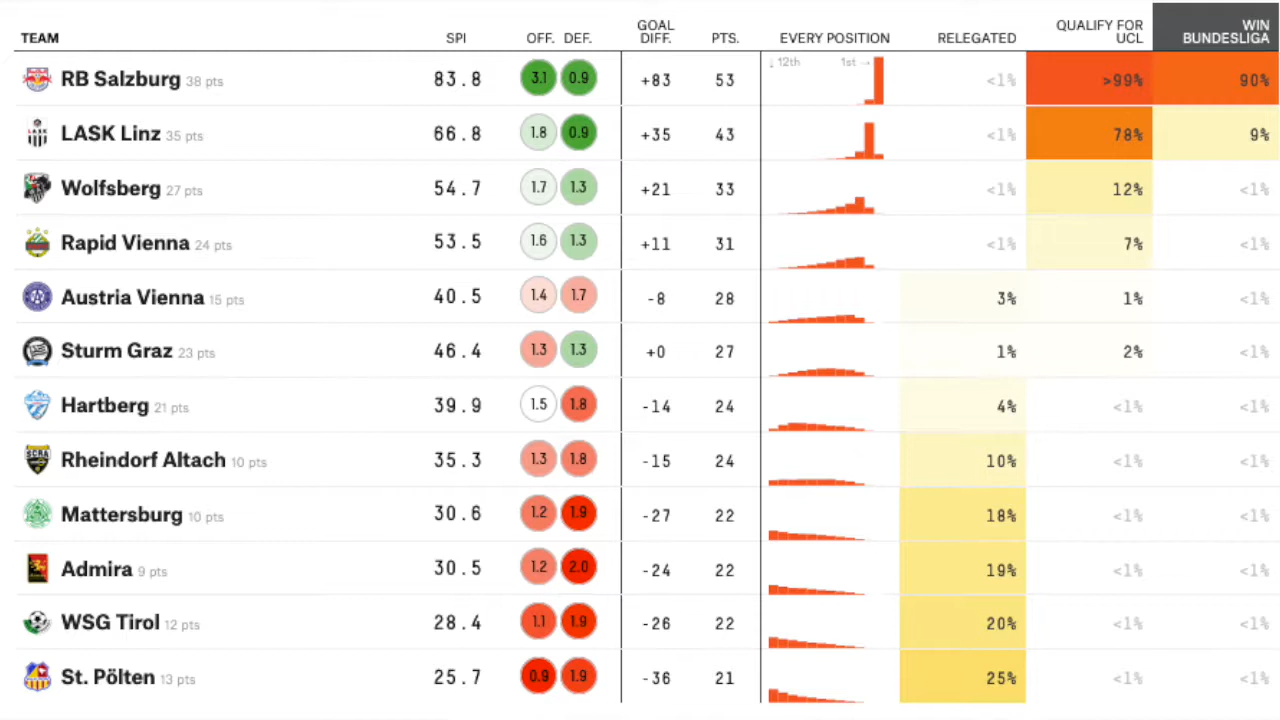 TEAM SPI OFF. DEF. GOAL DIFF. PTS. EVERY POSITION RELEGATED QUALIFY FOR UCL WIN BUNDESLIGA
↓ 12th 1st →
RB Salzburg 38 pts 83.8 3.1 0.9 +83 53 <1% >99% 90%
LASK Linz 35 pts 66.8 1.8 0.9 +35 43 <1% 78% 9%
Wolfsberg 27 pts 54.7 1.7 1.3 +21 33 <1% 12% <1%
Rapid Vienna 24 pts 53.5 1.6 1.3 +11 31 <1% 7% <1%
Austria Vienna 15 pts 40.5 1.4 1.7 -8 28 3% 1% <1%
Sturm Graz 23 pts 46.4 1.3 1.3 +0 27 1% 2% <1%
Hartberg 21 pts 39.9 1.5 1.8 -14 24 4% <1% <1%
Rheindorf Altach 10 pts 35.3 1.3 1.8 -15 24 10% <1% <1%
Mattersburg 10 pts 30.6 1.2 1.9 -27 22 18% <1% <1%
Admira 9 pts 30.5 1.2 2.0 -24 22 19% <1% <1%
WSG Tirol 12 pts 28.4 1.1 1.9 -26 22 20% <1% <1%
St. Pölten 13 pts 25.7 0.9 1.9 -36 21 25% <1% <1%